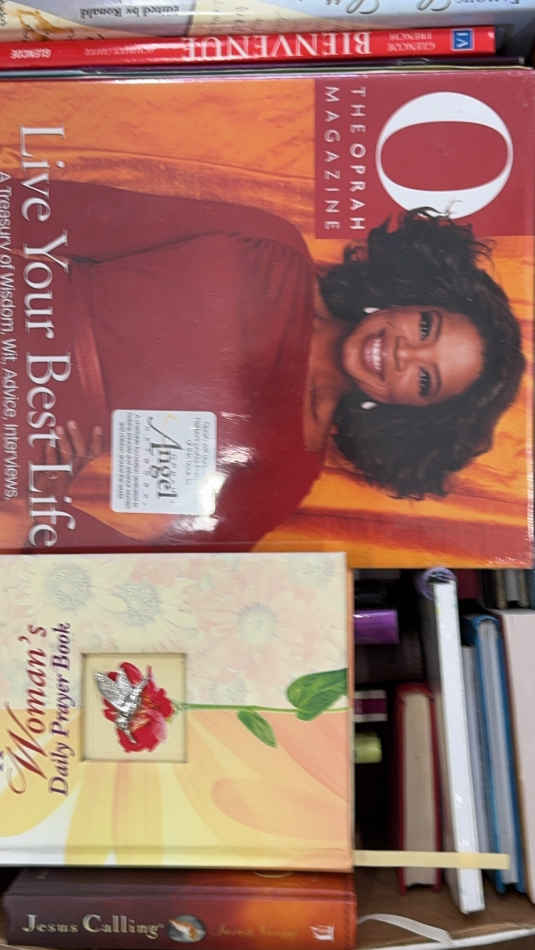 edited by Ronald
GLENCOE
FRENCH
BIENVENUE
GLENCOE
O
THE OPRAH
MAGAZINE
Live Your Best Life
A Treasury of Wisdom, Wit, Advice, Interviews,
Angel
Woman's
Daily Prayer Book
Jesus Calling